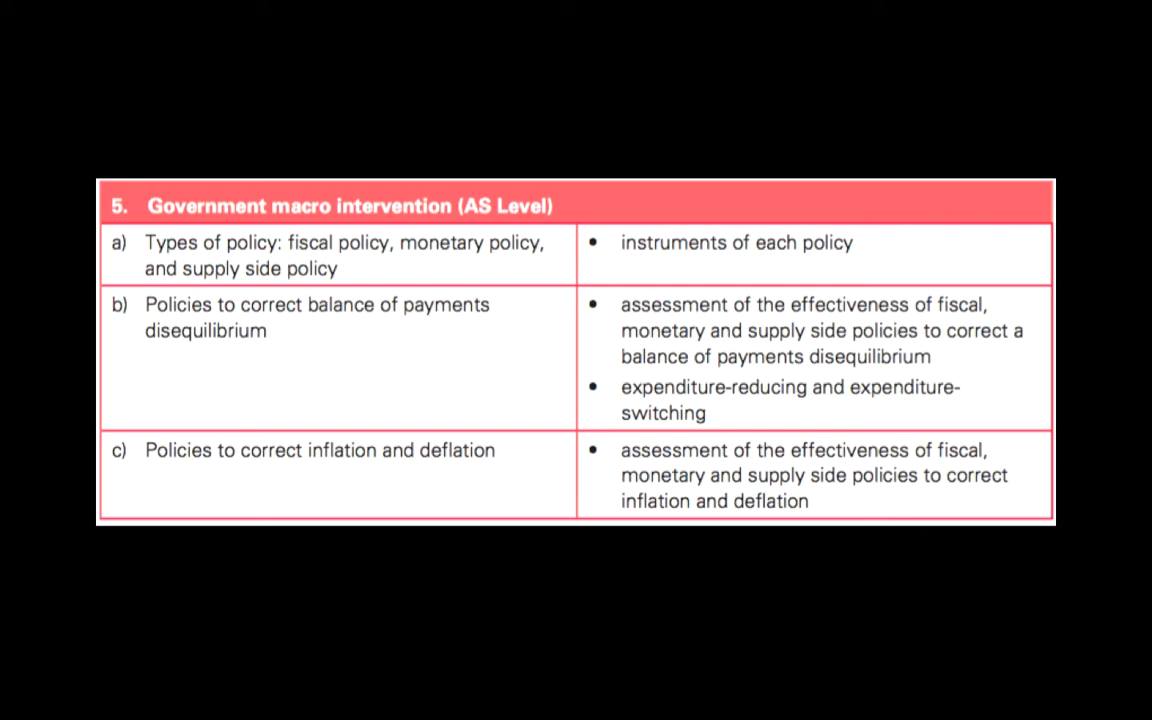 5. Government macro intervention (AS Level)
a) Types of policy: fiscal policy, monetary policy,
and supply side policy
• instruments of each policy
b) Policies to correct balance of payments
disequilibrium
• assessment of the effectiveness of fiscal,
monetary and supply side policies to correct a
balance of payments disequilibrium
• expenditure-reducing and expenditure-
switching
c) Policies to correct inflation and deflation
• assessment of the effectiveness of fiscal,
monetary and supply side policies to correct
inflation and deflation